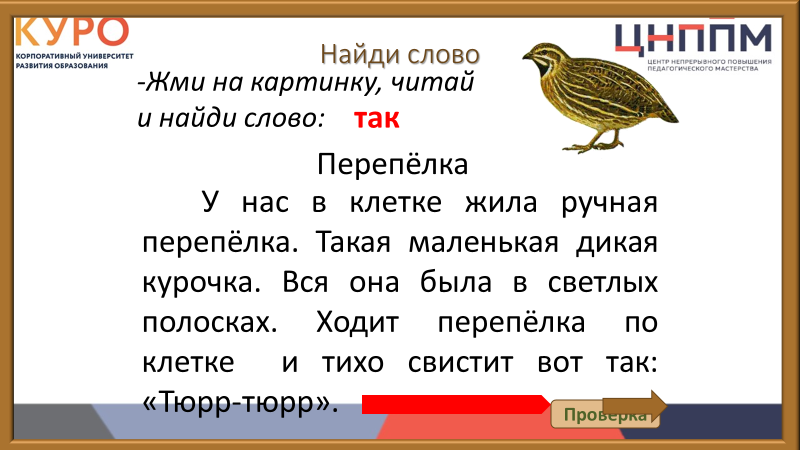 КУРО
КОРПОРАТИВНЫЙ УНИВЕРСИТЕТ
РАЗВИТИЯ ОБРАЗОВАНИЯ
ЦНППМ
ЦЕНТР НЕПРЕРЫВНОГО ПОВЫШЕНИЯ
ПЕДАГОГИЧЕСКОГО МАСТЕРСТВА
Найди слово
-Жми на картинку, читай
и найди слово: так
Перепёлка
У нас в клетке жила ручная
перепёлка. Такая маленькая дикая
курочка. Вся она была в светлых
полосках. Ходит перепёлка по
клетке и тихо свистит вот так:
«Тюрр-тюрр».
Проверка